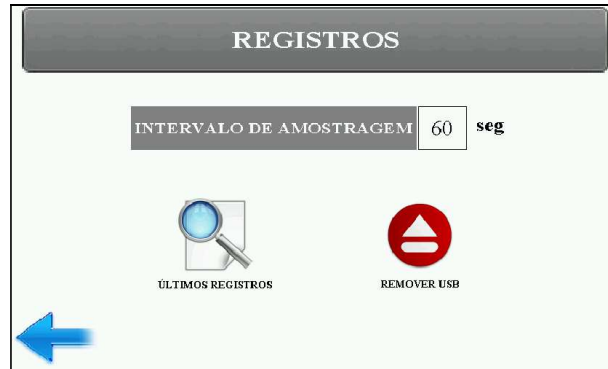 REGISTROS
INTERVALO DE AMOSTRAGEM 60 seg
ÚLTIMOS REGISTROS
REMOVER USB